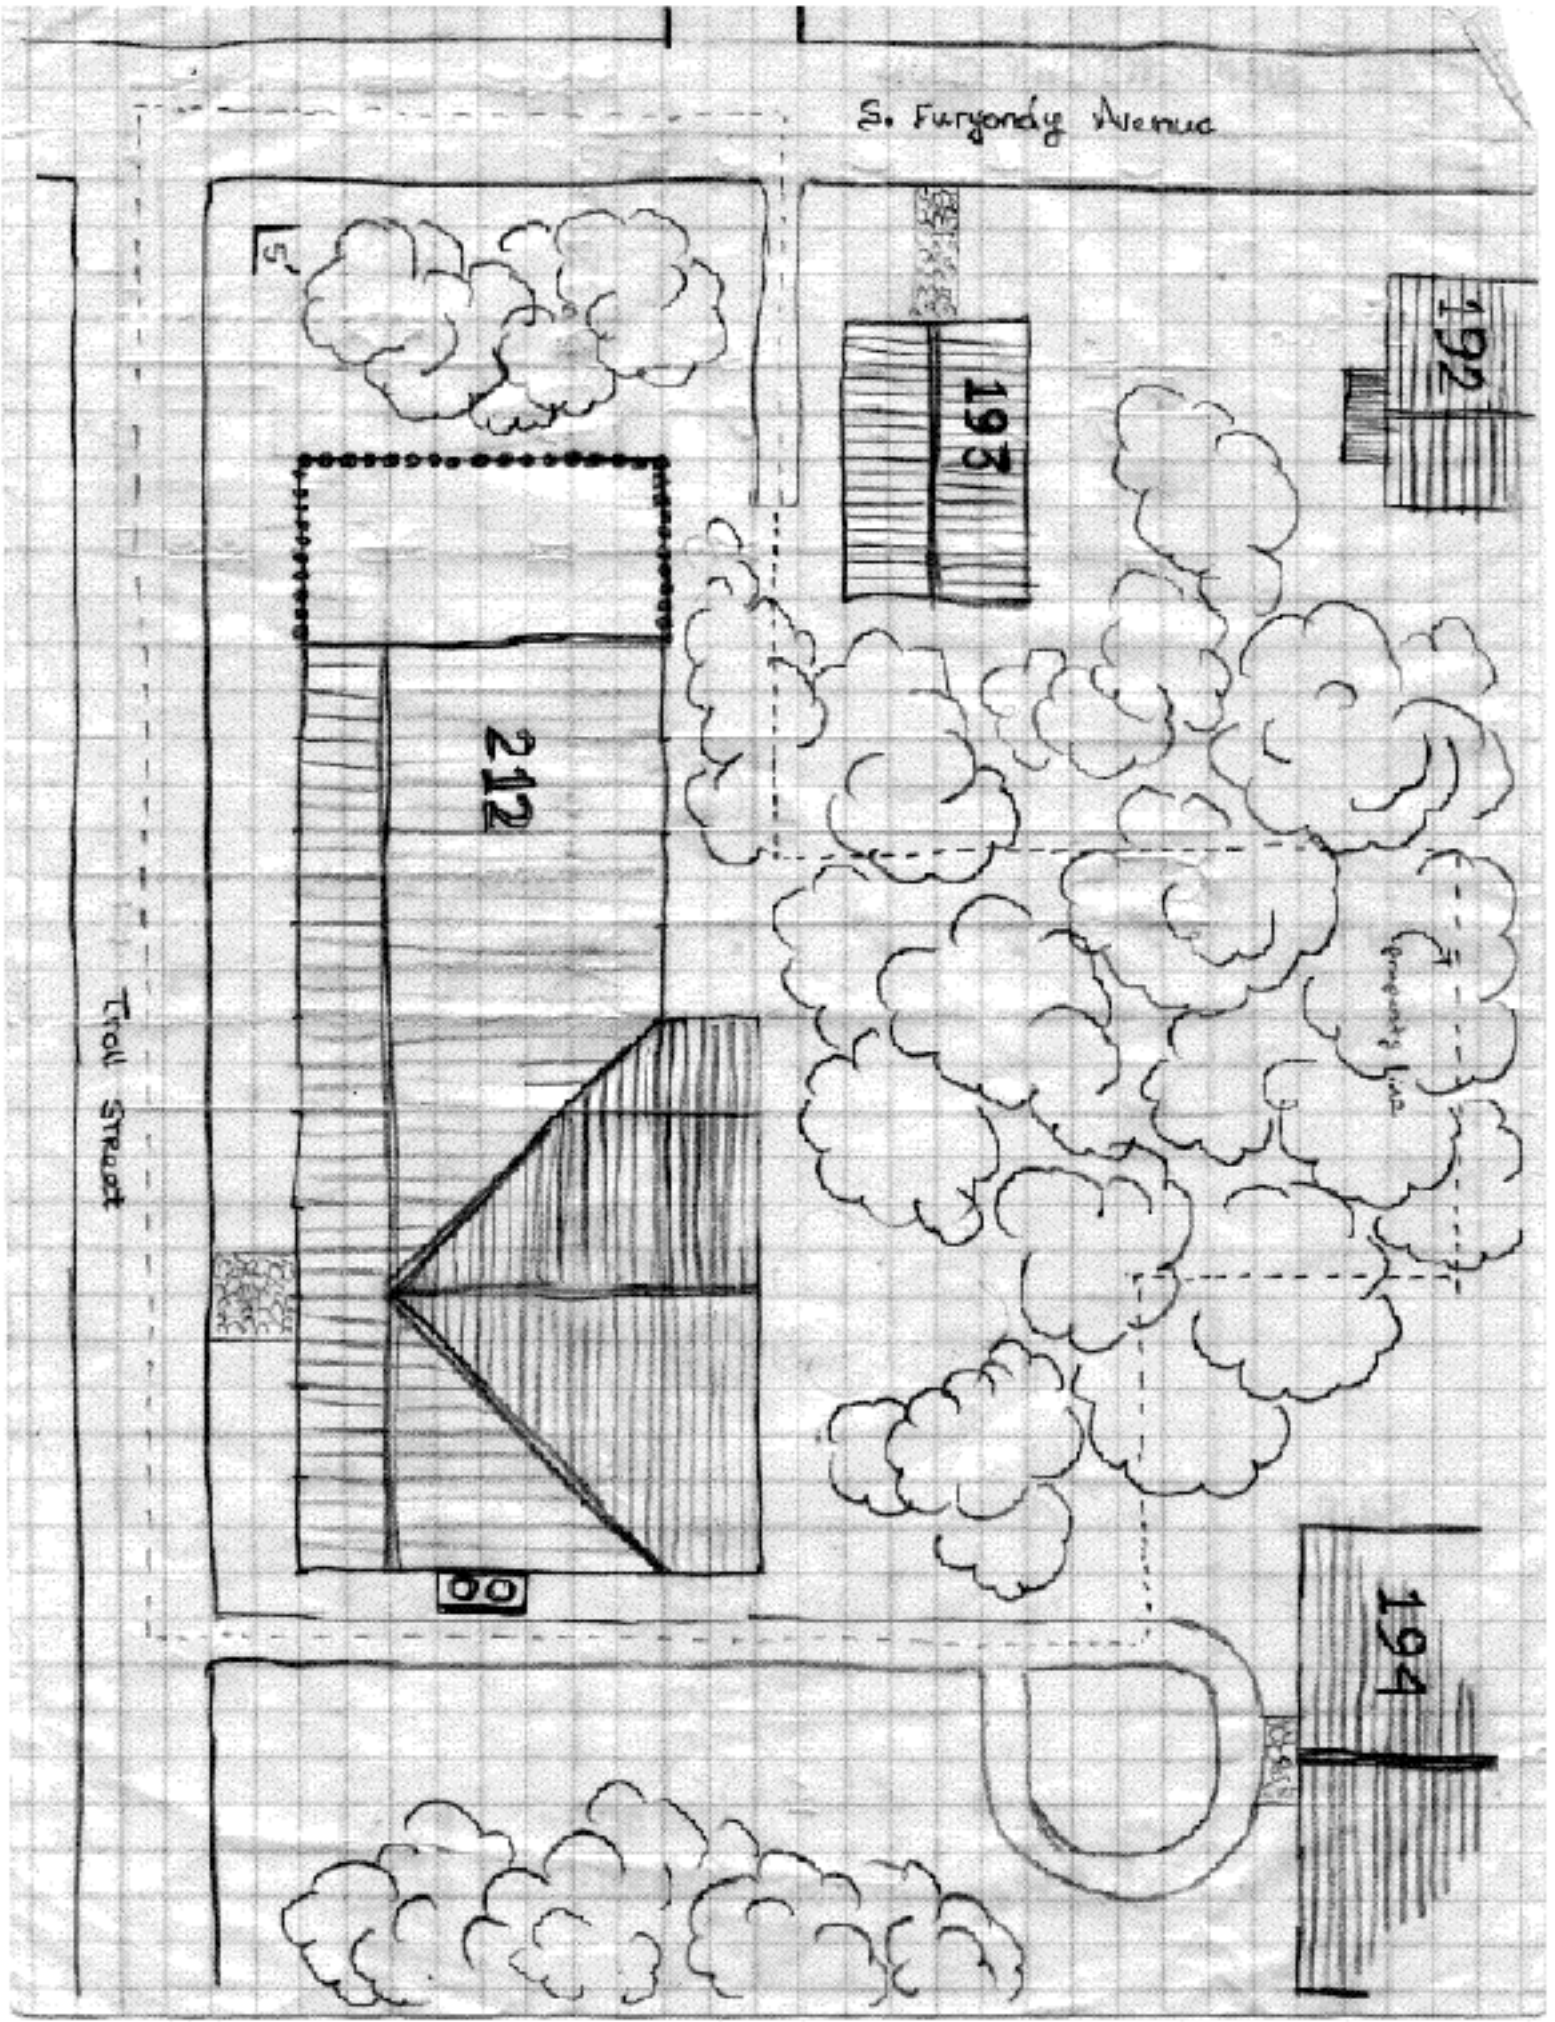 S. Furyondy Avenue
5'
192
193
212
property line
Troll Street
194